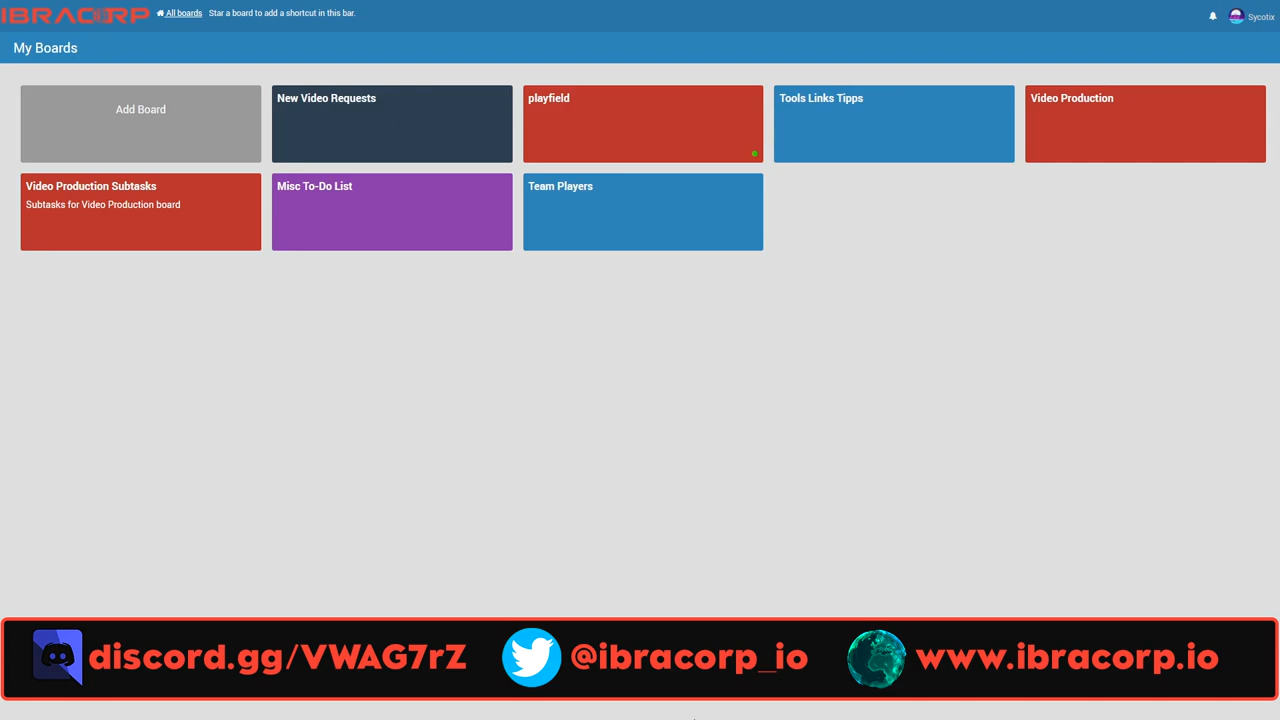 IBRACORP All boards Star a board to add a shortcut in this bar. Sycotix
My Boards
Add Board
New Video Requests
playfield
Tools Links Tipps
Video Production
Video Production Subtasks
Subtasks for Video Production board
Misc To-Do List
Team Players
discord.gg/VWAG7rZ @ibracorp_io www.ibracorp.io